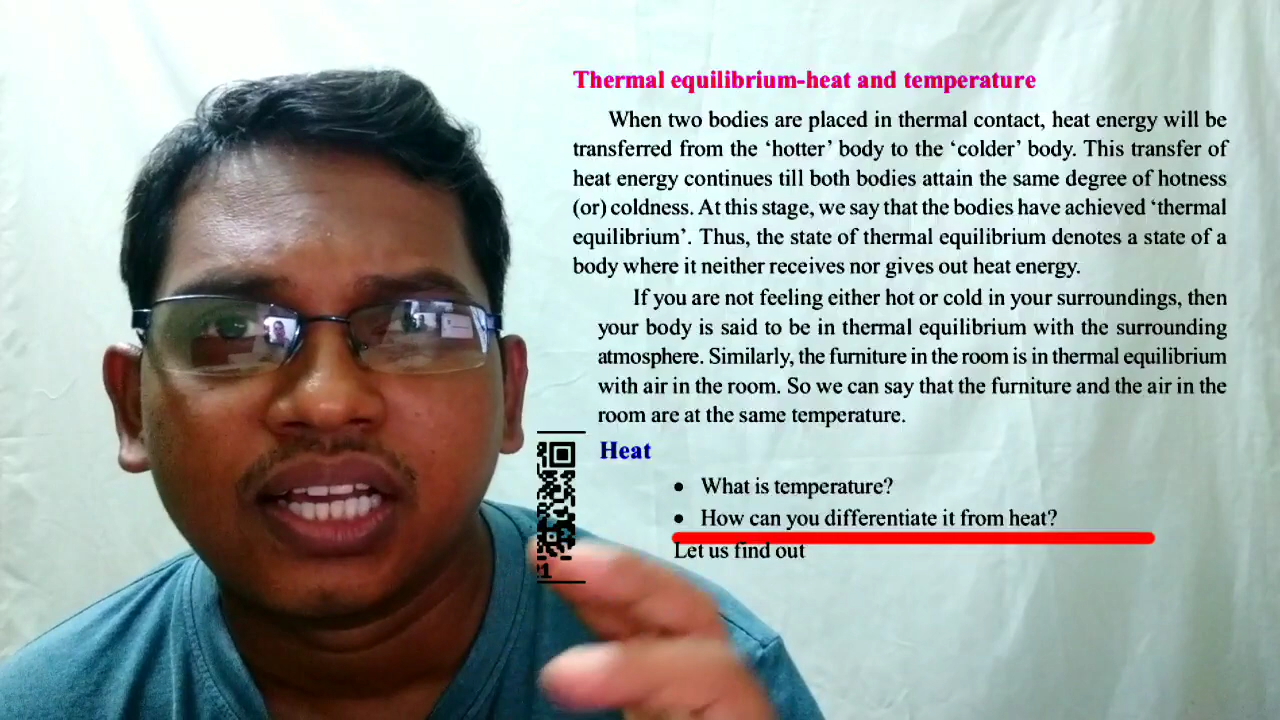 Thermal equilibrium-heat and temperature
When two bodies are placed in thermal contact, heat energy will be
transferred from the ‘hotter’ body to the ‘colder’ body. This transfer of
heat energy continues till both bodies attain the same degree of hotness
(or) coldness. At this stage, we say that the bodies have achieved ‘thermal
equilibrium’. Thus, the state of thermal equilibrium denotes a state of a
body where it neither receives nor gives out heat energy.
If you are not feeling either hot or cold in your surroundings, then
your body is said to be in thermal equilibrium with the surrounding
atmosphere. Similarly, the furniture in the room is in thermal equilibrium
with air in the room. So we can say that the furniture and the air in the
room are at the same temperature.
Heat
• What is temperature?
• How can you differentiate it from heat?
Let us find out